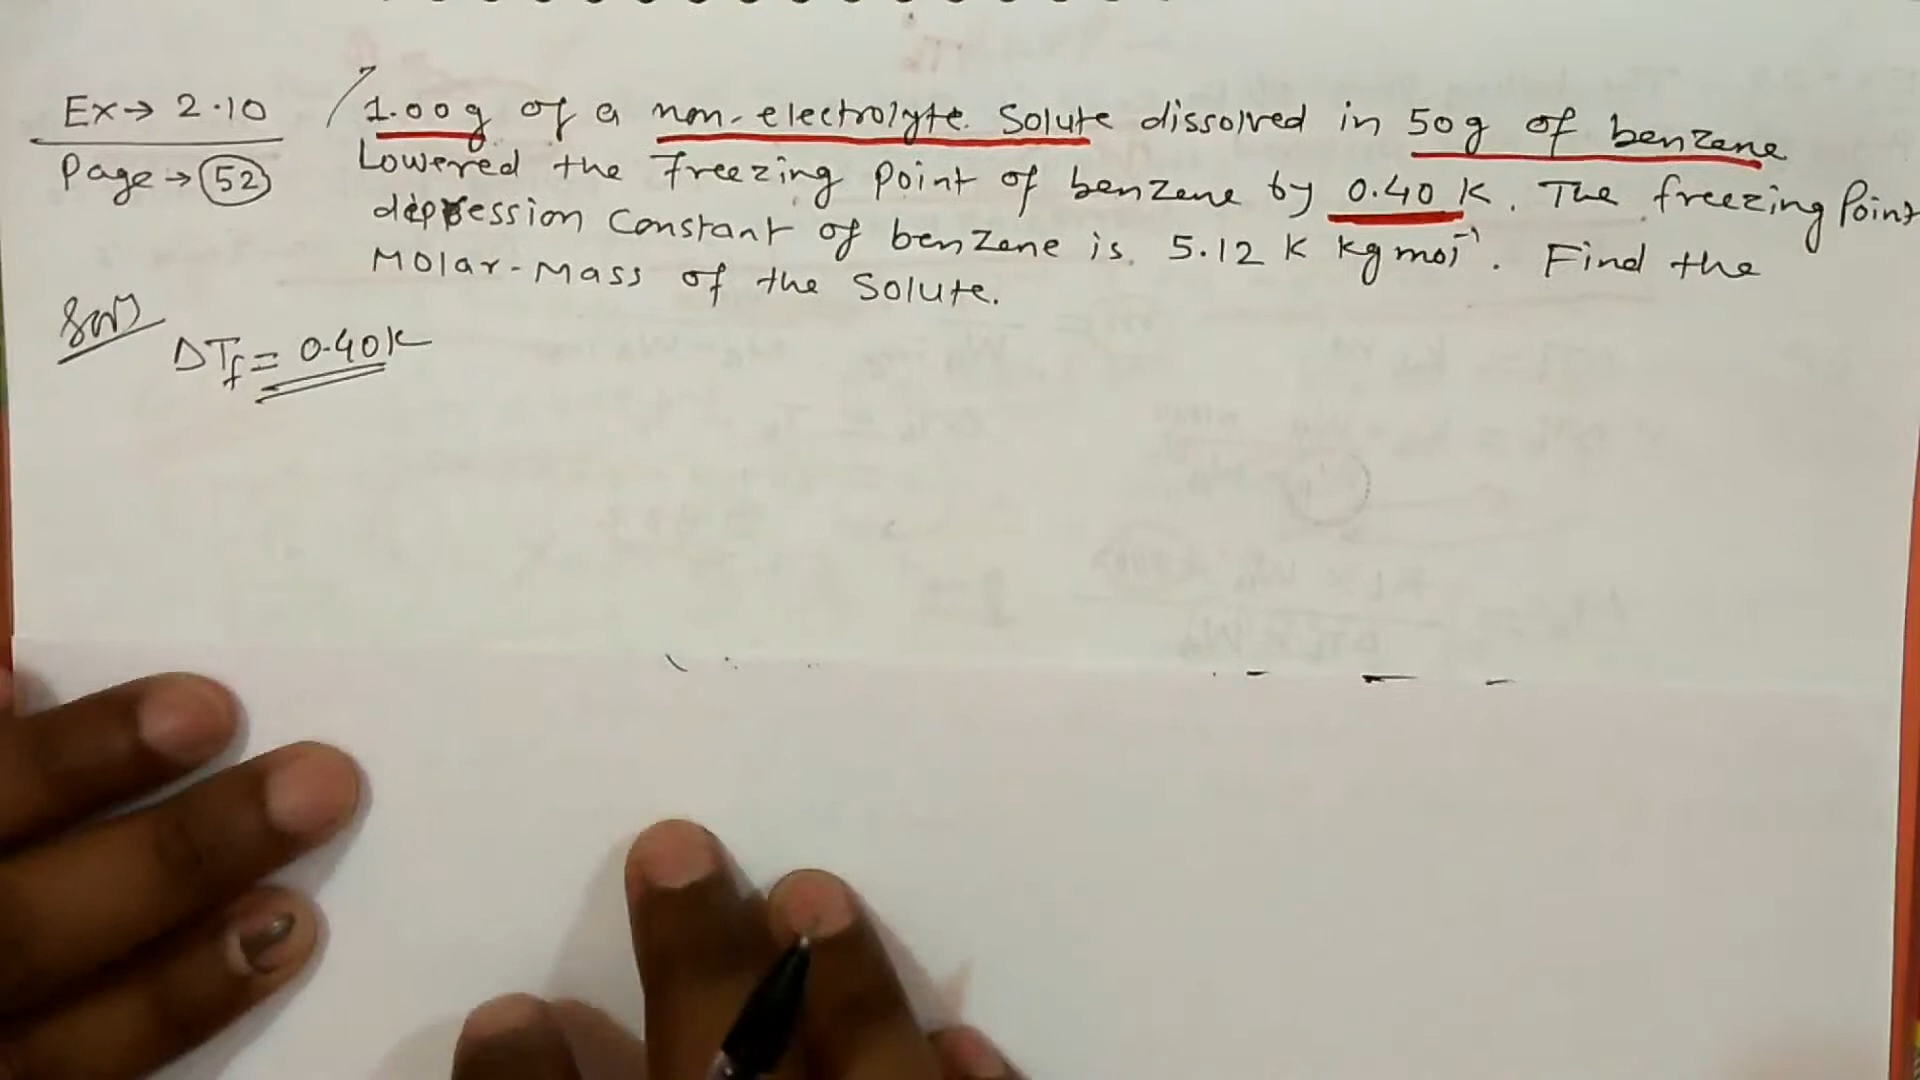 Ex→ 2.10
Page→ 52
1.00g of a non-electrolyte Solute dissolved in 50g of benzene
Lowered the freezing Point of benzene by 0.40 K. The freezing Point
depression Constant of benzene is 5.12 K kg mol⁻¹. Find the
Molar-Mass of the Solute.
Solⁿ
ΔTf = 0.40K